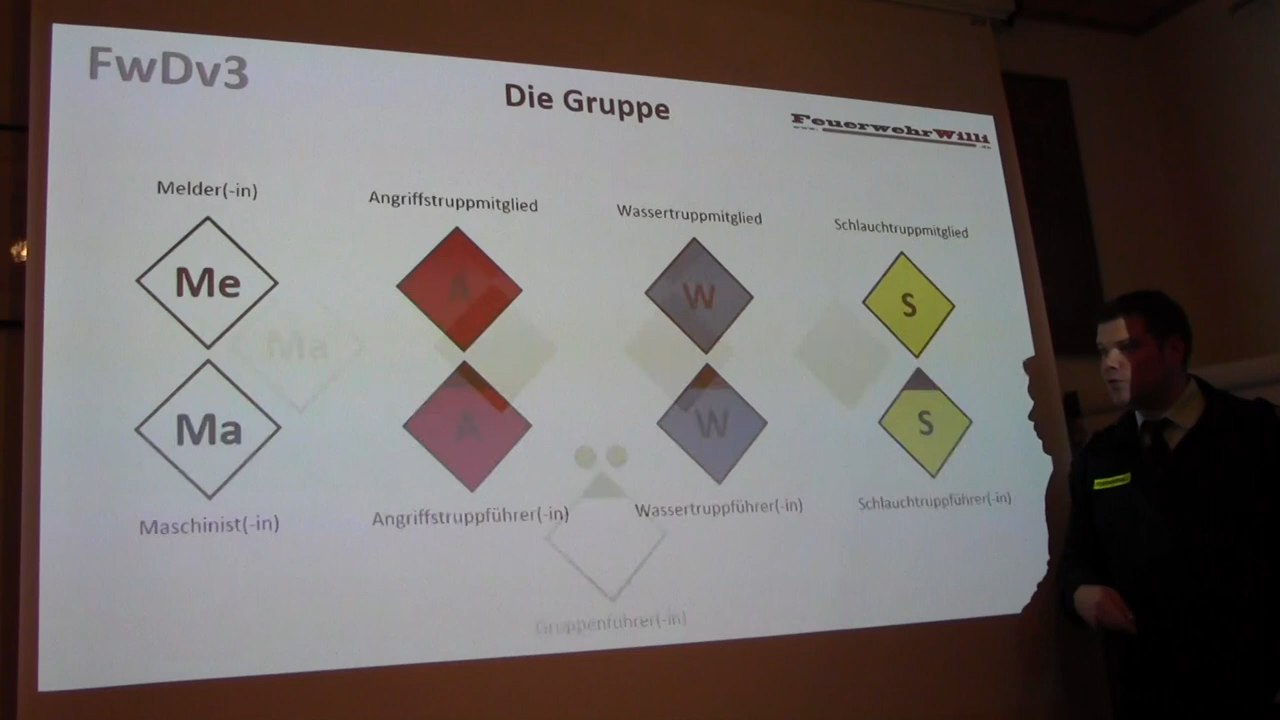 FwDv3
Die Gruppe
FeuerwehrWilli
Melder(-in)
Angriffstruppmitglied
Wassertruppmitglied
Schlauchtruppmitglied
Me
A
W
S
Ma
Ma
A
W
S
Maschinist(-in)
Angriffstruppführer(-in)
Wassertruppführer(-in)
Schlauchtruppführer(-in)
Gruppenführer(-in)